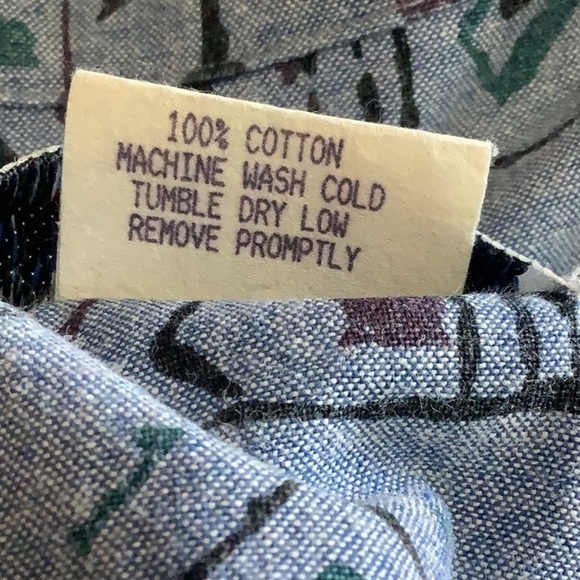 100% COTTON
MACHINE WASH COLD
TUMBLE DRY LOW
REMOVE PROMPTLY